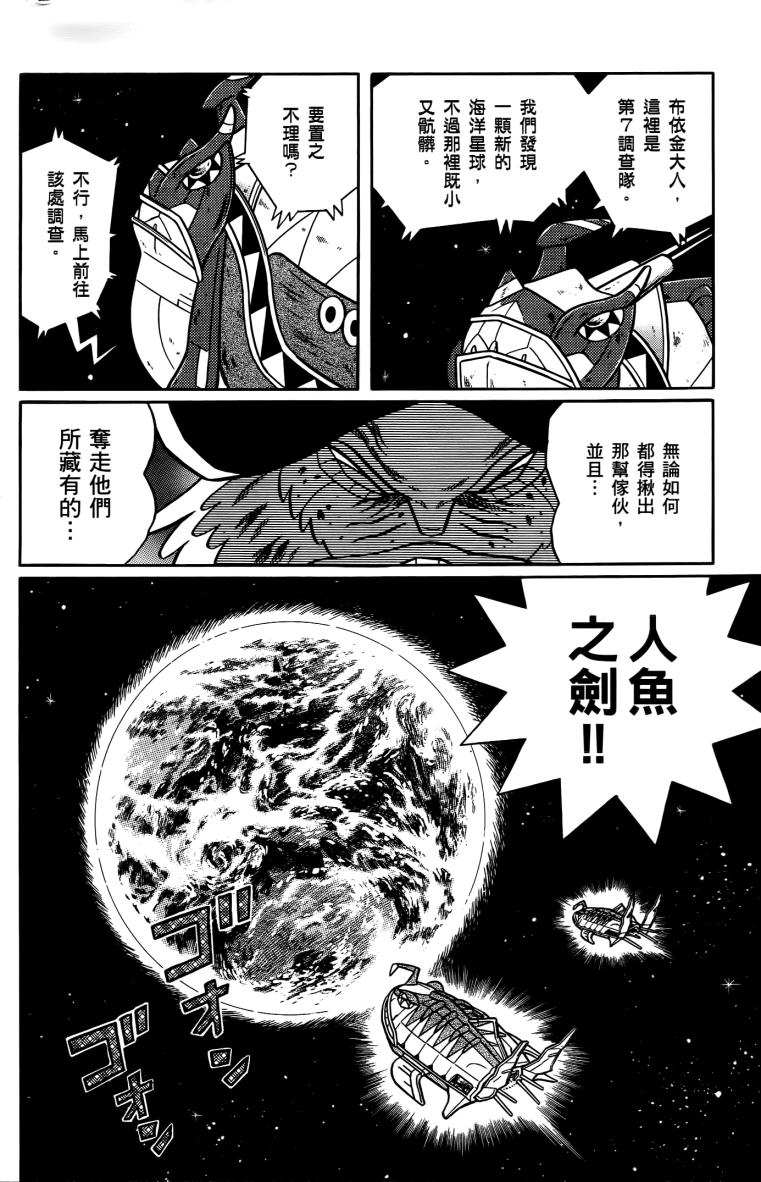 布依金大人，
這裡是
第7調查隊。
我們發現
一顆新的
海洋星球，
不過那裡既小
又骯髒。
要置之
不理嗎？
不行，馬上前往
該處調查。
無論如何
都得揪出
那幫傢伙，
並且…
奪走他們
所藏有的…
人魚
之劍!!
ゴオン
ゴオン